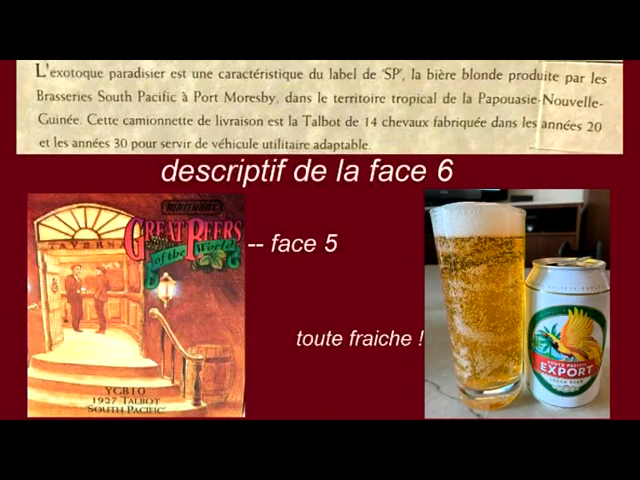 L'exotoque paradisier est une caractéristique du label de 'SP', la bière blonde produite par les
Brasseries South Pacific à Port Moresby, dans le territoire tropical de la Papouasie-Nouvelle-
Guinée. Cette camionnette de livraison est la Talbot de 14 chevaux fabriquée dans les années 20
et les années 30 pour servir de véhicule utilitaire adaptable.
descriptif de la face 6
MATCHBOX
GREAT BEERS
of the World
TAVERNA
-- face 5
toute fraiche !
YGB10
1927 TALBOT
'SOUTH PACIFIC'
SOUTH PACIFIC
EXPORT
LAGER BEER